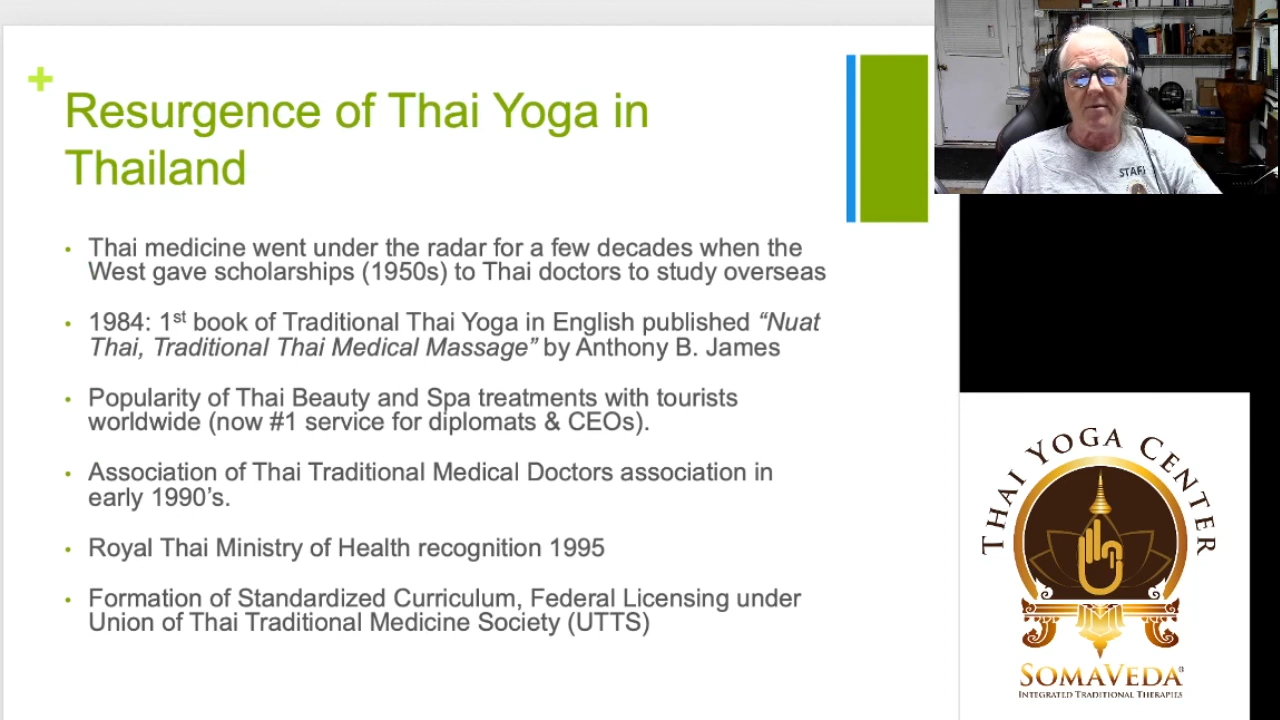 +
Resurgence of Thai Yoga in
Thailand
• Thai medicine went under the radar for a few decades when the
West gave scholarships (1950s) to Thai doctors to study overseas
• 1984: 1st book of Traditional Thai Yoga in English published “Nuat
Thai, Traditional Thai Medical Massage” by Anthony B. James
• Popularity of Thai Beauty and Spa treatments with tourists
worldwide (now #1 service for diplomats & CEOs).
• Association of Thai Traditional Medical Doctors association in
early 1990’s.
• Royal Thai Ministry of Health recognition 1995
• Formation of Standardized Curriculum, Federal Licensing under
Union of Thai Traditional Medicine Society (UTTS)
STAFF
THAI YOGA CENTER
SOMAVEDA®
INTEGRATED TRADITIONAL THERAPIES